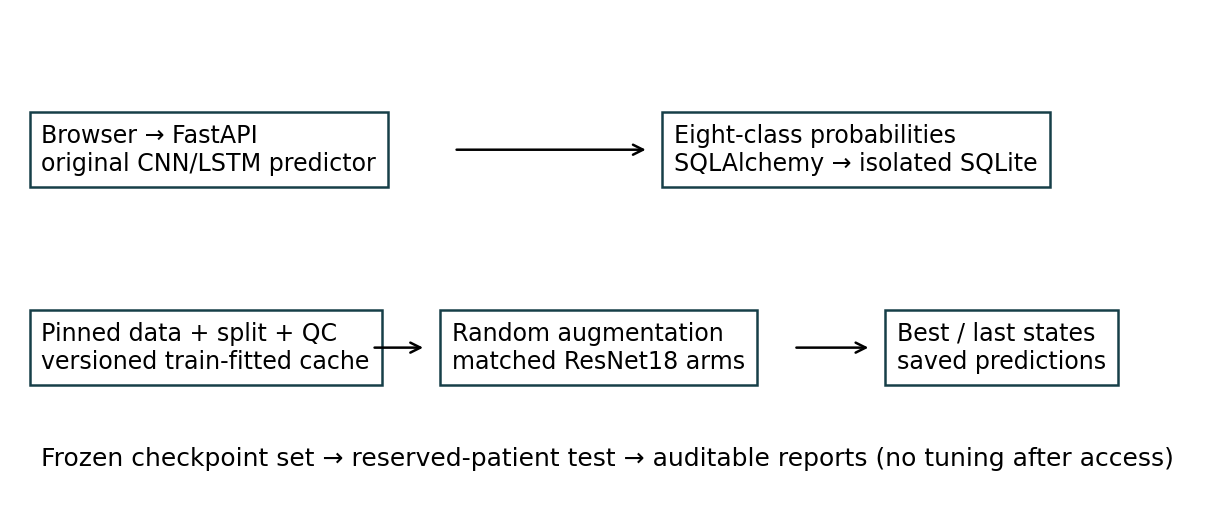 Browser → FastAPI
original CNN/LSTM predictor
Eight-class probabilities
SQLAlchemy → isolated SQLite
Pinned data + split + QC
versioned train-fitted cache
Random augmentation
matched ResNet18 arms
Best / last states
saved predictions
Frozen checkpoint set → reserved-patient test → auditable reports (no tuning after access)